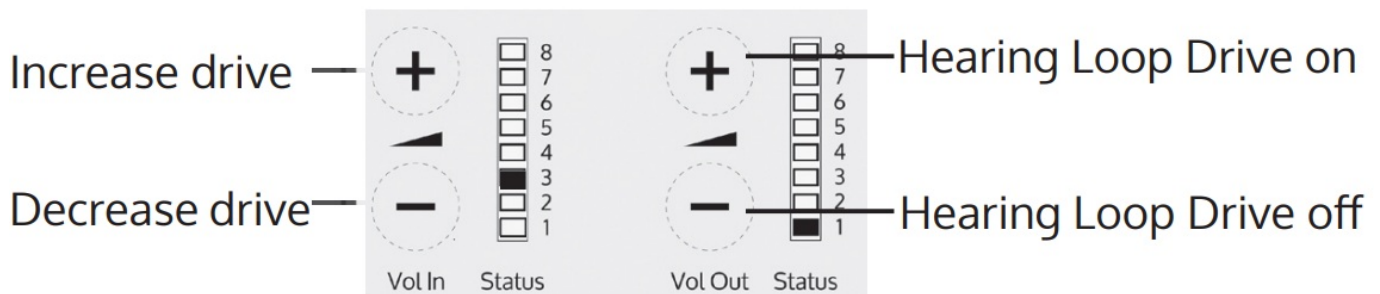 Increase drive
Decrease drive
+
−
Vol In
8
7
6
5
4
3
2
1
Status
+
−
Vol Out
8
7
6
5
4
3
2
1
Status
Hearing Loop Drive on
Hearing Loop Drive off